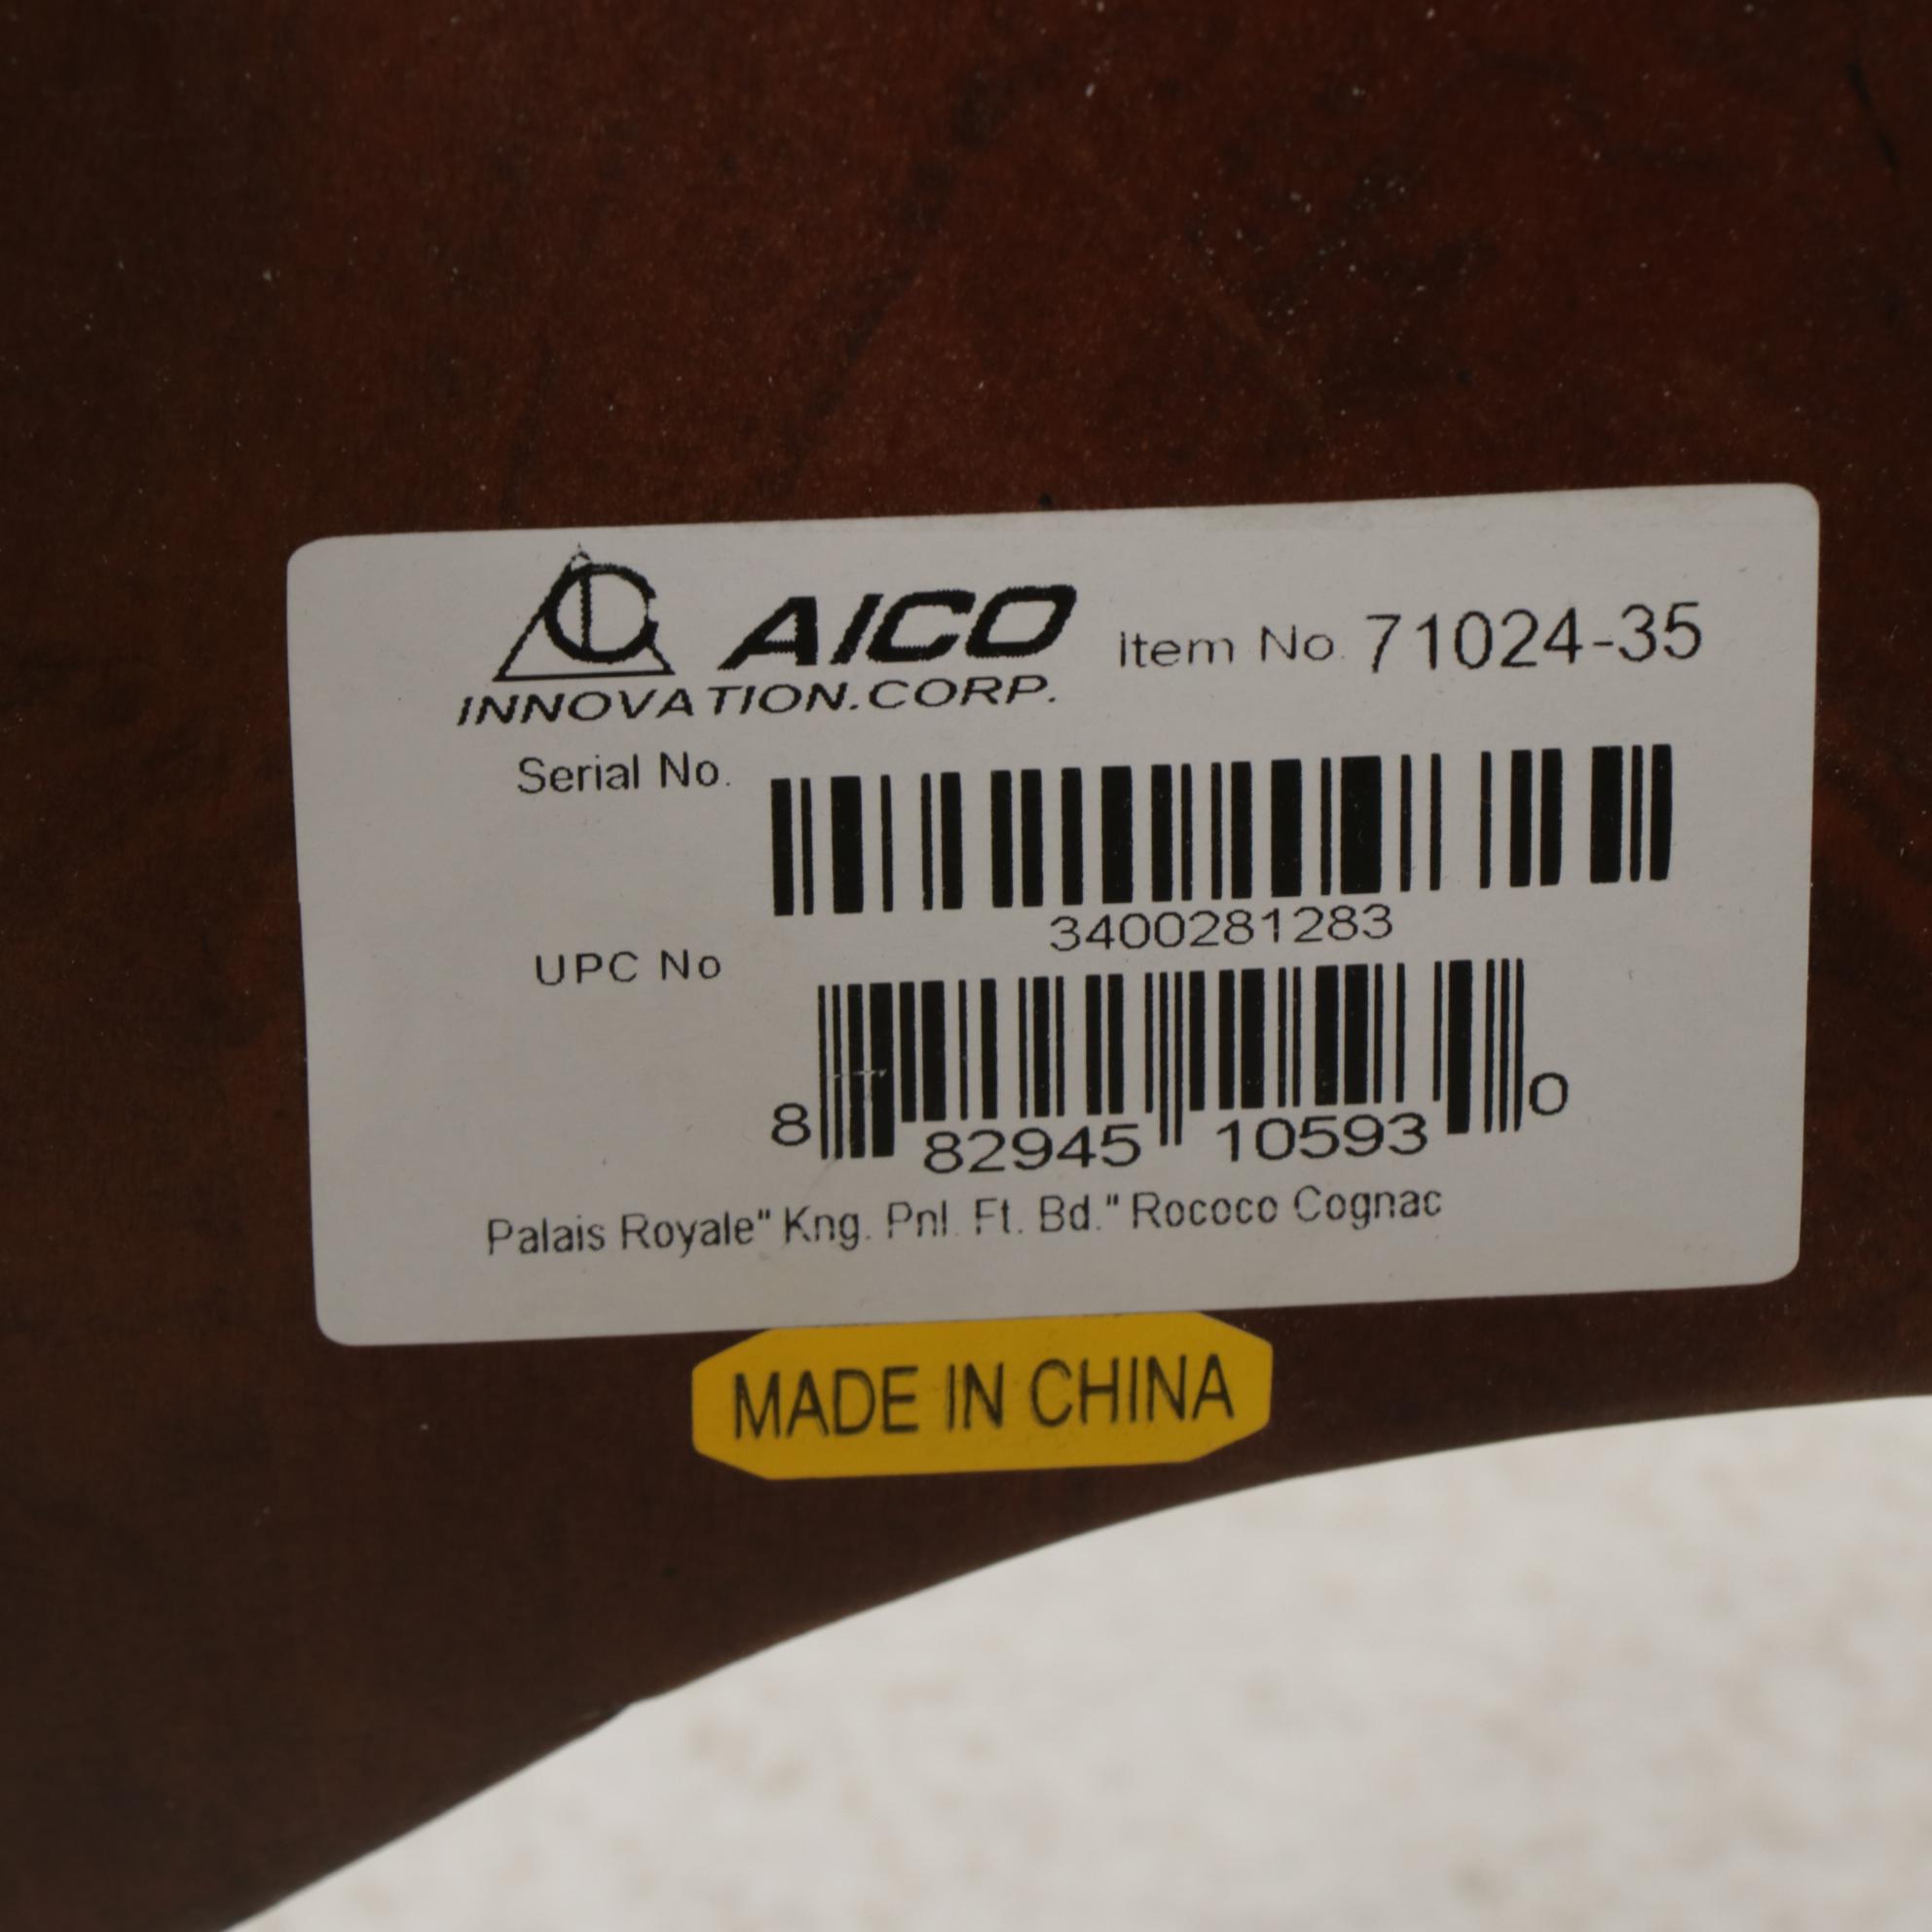 AICO
INNOVATION.CORP.
Item No. 71024-35
Serial No.
3400281283
UPC No
8 82945 10593 0
Palais Royale" Kng. Pnl. Ft. Bd." Rococo Cognac
MADE IN CHINA